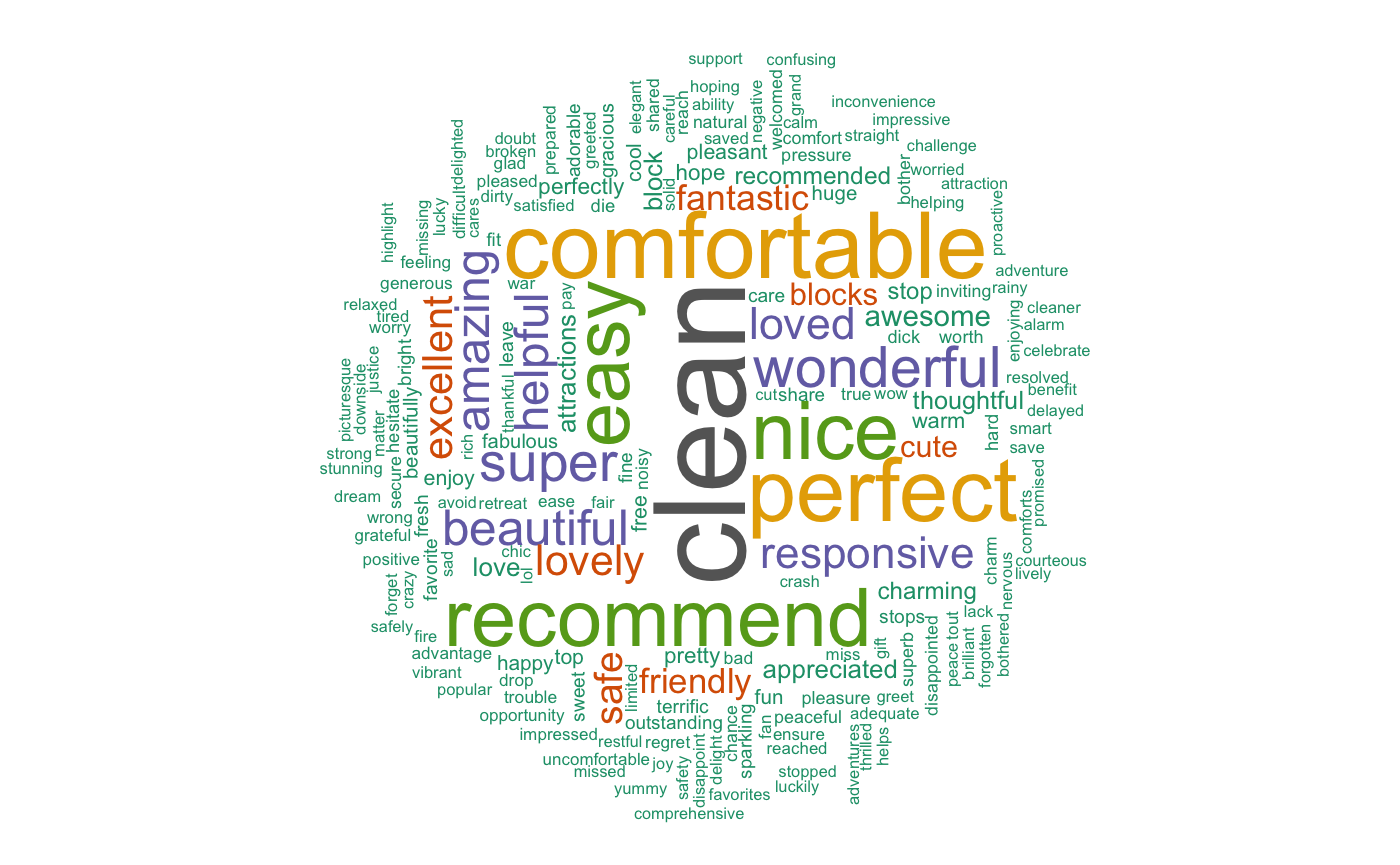 support
confusing
hoping
elegant
shared
careful
reach
ability
negative
welcomed
grand
inconvenience
natural
calm
impressive
saved
comfort
straight
challenge
doubt
broken
glad
delighted
prepared
adorable
greeted
gracious
cool
block
pleasant
pressure
bother
worried
pleased
perfectly
hope
recommended
attraction
dirty
satisfied
die
solid
fantastic
huge
helping
proactive
highlight
missing
lucky
difficult
cares
fit
comfortable
feeling
amazing
adventure
generous
war
pay
clean
care
blocks
stop
inviting
rainy
relaxed
tired
worry
excellent
helpful
easy
loved
awesome
enjoying
cleaner
alarm
bright
thankful
leave
attractions
dick
worth
celebrate
picturesque
downside
justice
wonderful
resolved
benefit
matter
hesitate
beautifully
cut
share
true
wow
thoughtful
delayed
rich
fabulous
nice
warm
hard
smart
strong
stunning
super
fine
noisy
cute
save
secure
enjoy
perfect
promised
dream
avoid
retreat
ease
fair
free
wrong
fresh
beautiful
comforts
grateful
positive
favorite
sad
chic
lovely
responsive
charm
courteous
love
lol
lively
forget
crazy
crash
charming
nervous
safely
fire
recommend
stops
lack
advantage
happy
top
safe
pretty
bad
miss
gift
superb
disappointed
peace
tout
brilliant
forgotten
bothered
vibrant
drop
limited
friendly
appreciated
popular
trouble
sweet
terrific
fun
pleasure
greet
opportunity
outstanding
chance
sparkling
fan
peaceful
adequate
impressed
restful
regret
ensure
uncomfortable
joy
delight
reached
adventures
thrilled
helps
missed
safety
disappoint
stopped
yummy
favorites
luckily
comprehensive